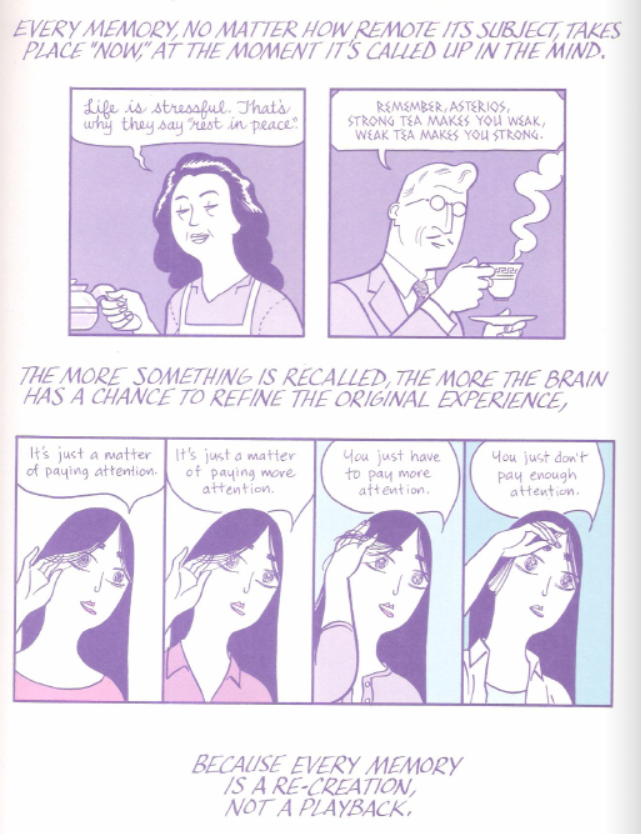 EVERY MEMORY, NO MATTER HOW REMOTE ITS SUBJECT, TAKES
PLACE "NOW," AT THE MOMENT IT'S CALLED UP IN THE MIND.
Life is stressful. That's
why they say "rest in peace."
REMEMBER, ASTERIOS,
STRONG TEA MAKES YOU WEAK,
WEAK TEA MAKES YOU STRONG.
THE MORE SOMETHING IS RECALLED, THE MORE THE BRAIN
HAS A CHANCE TO REFINE THE ORIGINAL EXPERIENCE,
It's just a matter
of paying attention.
It's just a matter
of paying more
attention.
You just have
to pay more
attention.
You just don't
pay enough
attention.
BECAUSE EVERY MEMORY
IS A RE-CREATION,
NOT A PLAYBACK.